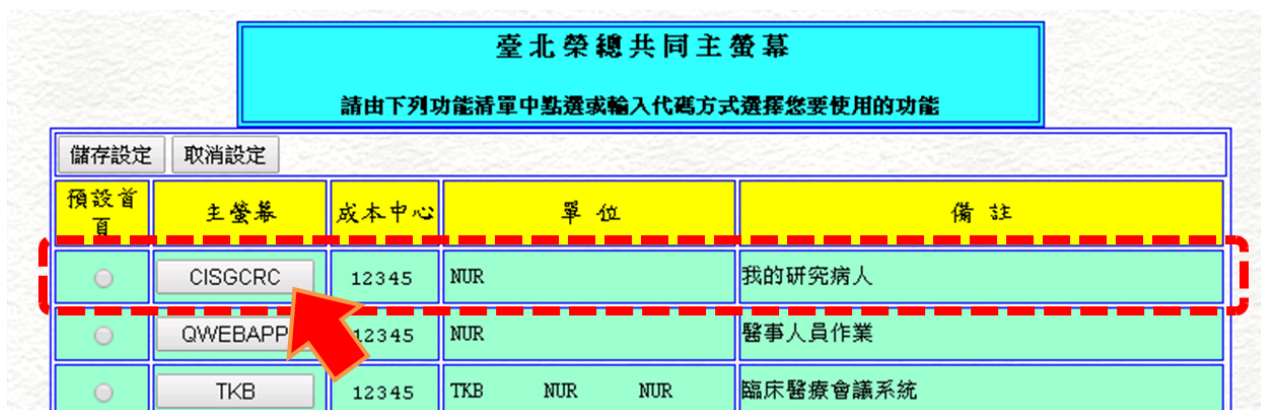 臺北榮總共同主螢幕
請由下列功能清單中點選或輸入代碼方式選擇您要使用的功能
儲存設定 取消設定
預設首頁 主螢幕 成本中心 單位 備註
CISGCRC 12345 NUR 我的研究病人
QWEBAPP 12345 NUR 醫事人員作業
TKB 12345 TKB NUR NUR 臨床醫療會議系統